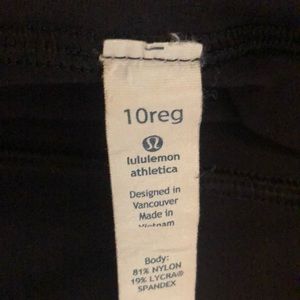 10reg
lululemon
athletica
Designed in
Vancouver
Made in
Vietnam
Body:
81% NYLON
19% LYCRA®
SPANDEX